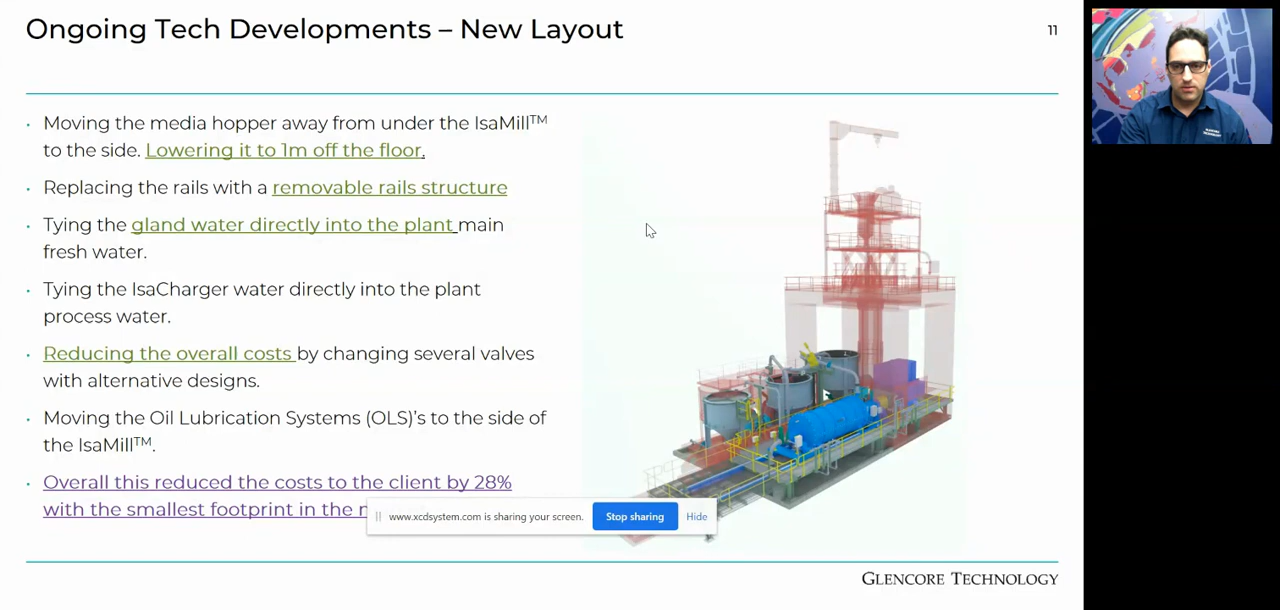 Ongoing Tech Developments – New Layout
11
· Moving the media hopper away from under the IsaMill™
to the side. Lowering it to 1m off the floor.
· Replacing the rails with a removable rails structure
· Tying the gland water directly into the plant main
fresh water.
· Tying the IsaCharger water directly into the plant
process water.
· Reducing the overall costs by changing several valves
with alternative designs.
· Moving the Oil Lubrication Systems (OLS)'s to the side of
the IsaMill™.
· Overall this reduced the costs to the client by 28%
with the smallest footprint in the
www.xcdsystem.com is sharing your screen.
Stop sharing
Hide
GLENCORE TECHNOLOGY